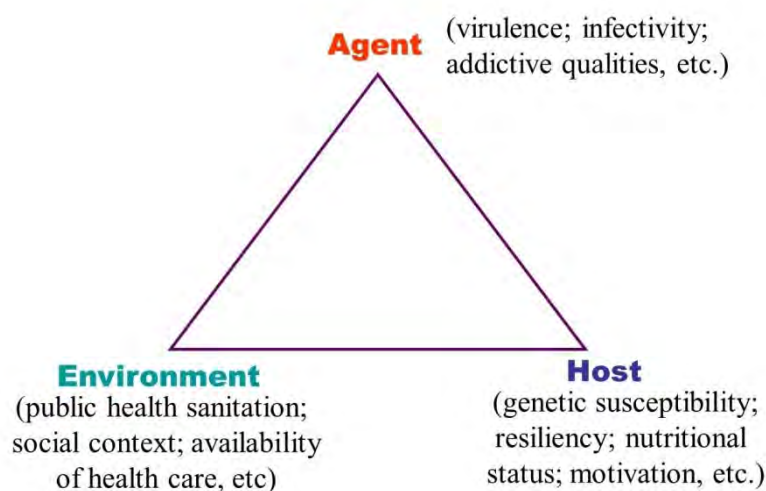 Agent
(virulence; infectivity;
addictive qualities, etc.)
Environment
(public health sanitation;
social context; availability
of health care, etc)
Host
(genetic susceptibility;
resiliency; nutritional
status; motivation, etc.)